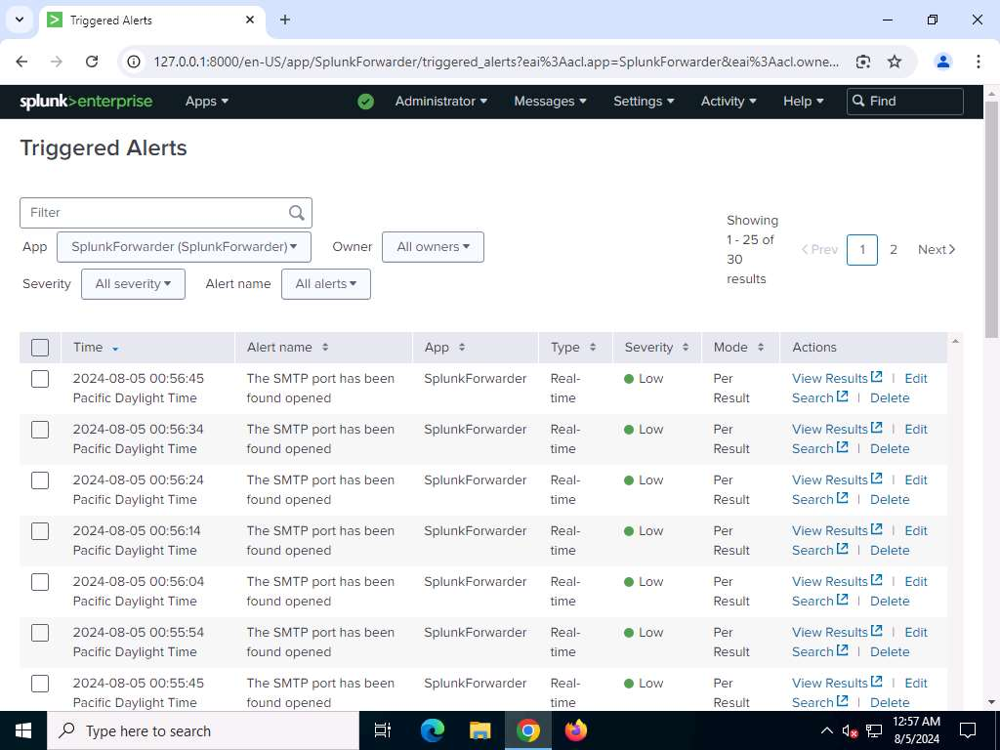 Triggered Alerts
127.0.0.1:8000/en-US/app/SplunkForwarder/triggered_alerts?eai%3Aacl.app=SplunkForwarder&eai%3Aacl.owne...
splunk>enterprise Apps Administrator Messages Settings Activity Help Find
Triggered Alerts
Filter
App SplunkForwarder (SplunkForwarder) Owner All owners
Severity All severity Alert name All alerts
Showing
1 - 25 of
30
results
Prev 1 2 Next
Time Alert name App Type Severity Mode Actions
2024-08-05 00:56:45 The SMTP port has been SplunkForwarder Real- Low Per View Results | Edit
Pacific Daylight Time found opened time Result Search | Delete
2024-08-05 00:56:34 The SMTP port has been SplunkForwarder Real- Low Per View Results | Edit
Pacific Daylight Time found opened time Result Search | Delete
2024-08-05 00:56:24 The SMTP port has been SplunkForwarder Real- Low Per View Results | Edit
Pacific Daylight Time found opened time Result Search | Delete
2024-08-05 00:56:14 The SMTP port has been SplunkForwarder Real- Low Per View Results | Edit
Pacific Daylight Time found opened time Result Search | Delete
2024-08-05 00:56:04 The SMTP port has been SplunkForwarder Real- Low Per View Results | Edit
Pacific Daylight Time found opened time Result Search | Delete
2024-08-05 00:55:54 The SMTP port has been SplunkForwarder Real- Low Per View Results | Edit
Pacific Daylight Time found opened time Result Search | Delete
2024-08-05 00:55:45 The SMTP port has been SplunkForwarder Real- Low Per View Results | Edit
Pacific Daylight Time found opened time Result Search | Delete
Type here to search
12:57 AM
8/5/2024